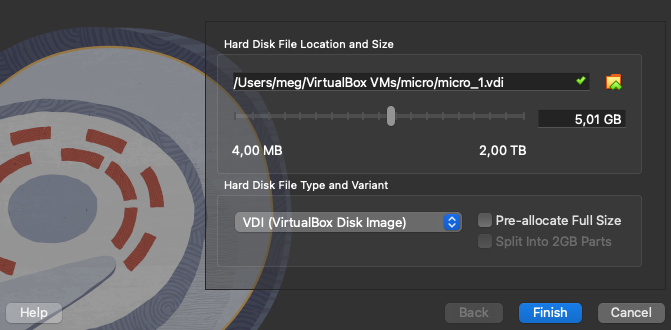 Hard Disk File Location and Size
/Users/meg/VirtualBox VMs/micro/micro_1.vdi
5,01 GB
4,00 MB 2,00 TB
Hard Disk File Type and Variant
VDI (VirtualBox Disk Image) Pre-allocate Full Size
Split Into 2GB Parts
Help Back Finish Cancel